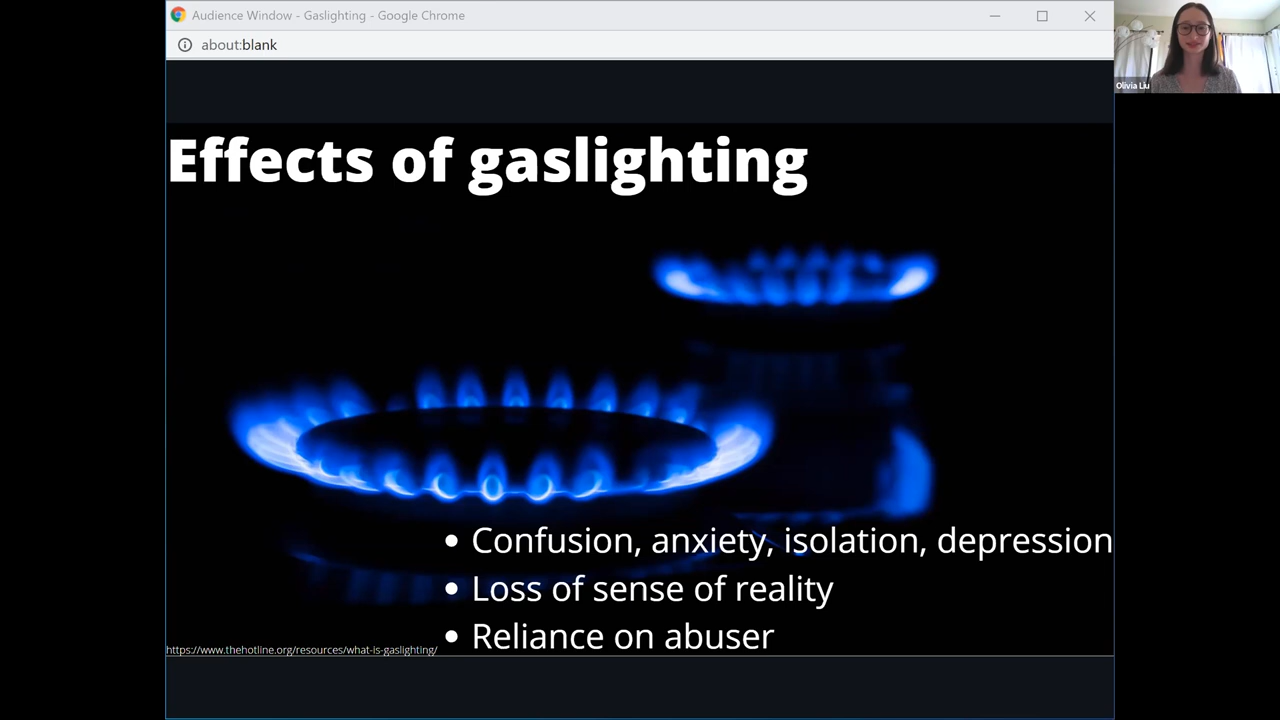 Audience Window - Gaslighting - Google Chrome
about:blank
Olivia Liu
Effects of gaslighting
• Confusion, anxiety, isolation, depression
• Loss of sense of reality
• Reliance on abuser
https://www.thehotline.org/resources/what-is-gaslighting/